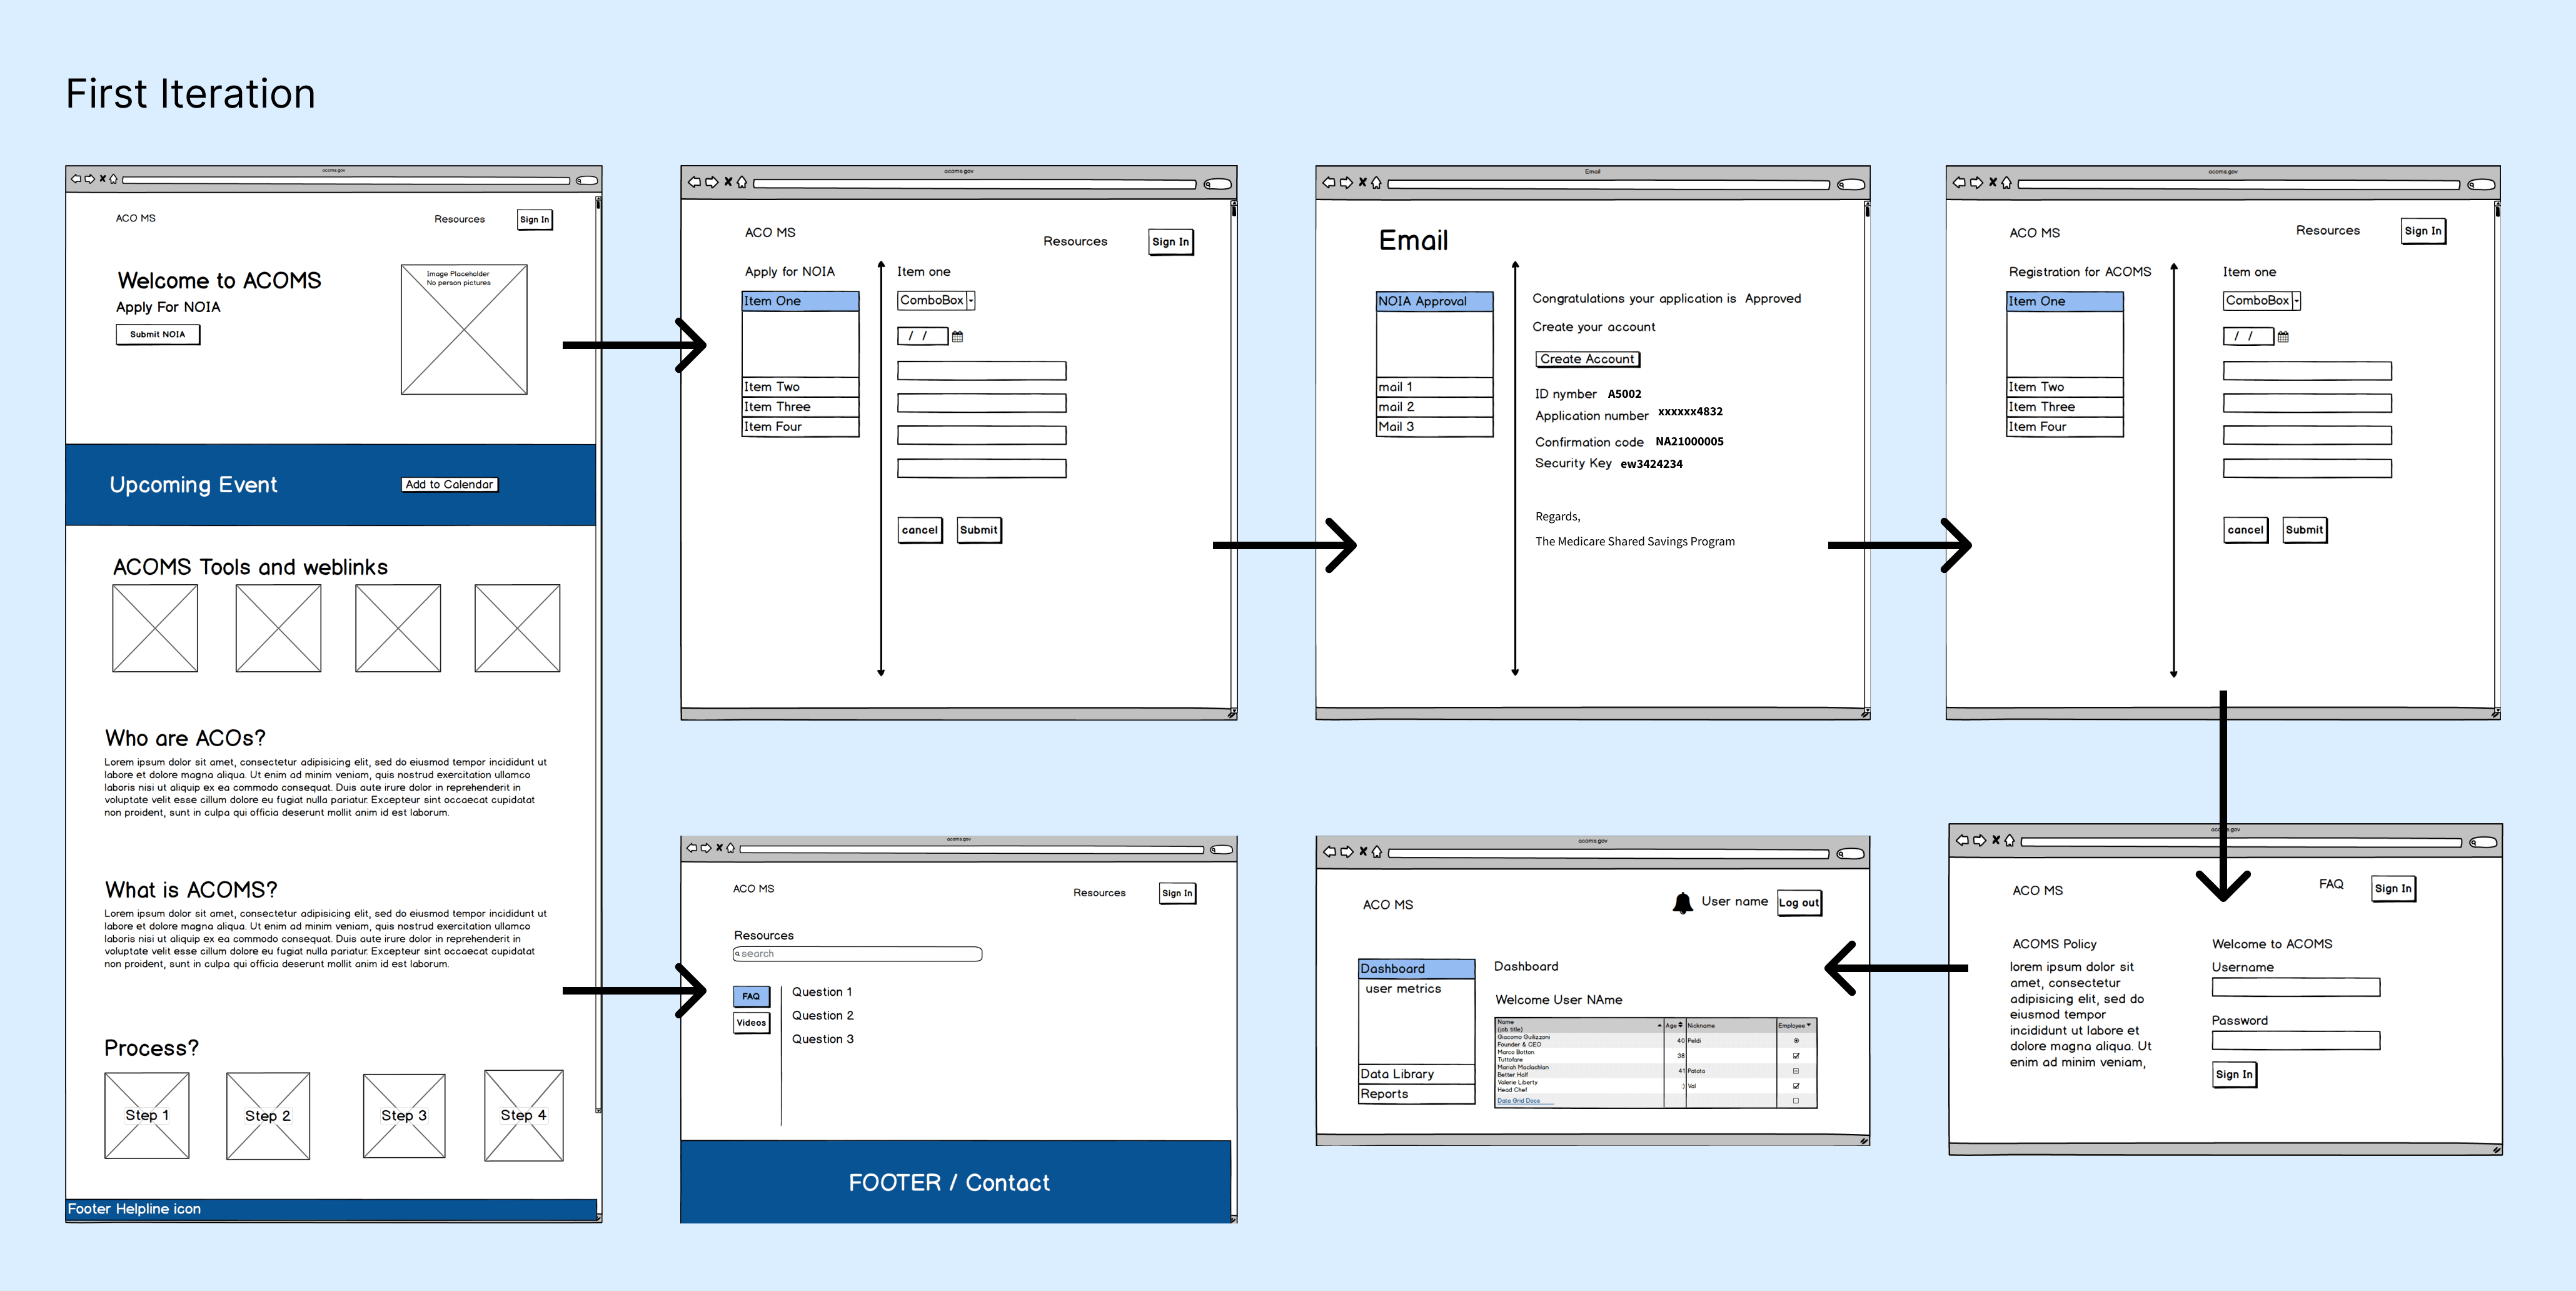 First Iteration
acoms.gov
ACO MS
Resources
Sign In
Welcome to ACOMS
Apply For NOIA
Submit NOIA
Image Placeholder
No person pictures
Upcoming Event
Add to Calendar
ACOMS Tools and weblinks
Who are ACOs?
Lorem ipsum dolor sit amet, consectetur adipisicing elit, sed do eiusmod tempor incididunt ut
labore et dolore magna aliqua. Ut enim ad minim veniam, quis nostrud exercitation ullamco
laboris nisi ut aliquip ex ea commodo consequat. Duis aute irure dolor in reprehenderit in
voluptate velit esse cillum dolore eu fugiat nulla pariatur. Excepteur sint occaecat cupidatat
non proident, sunt in culpa qui officia deserunt mollit anim id est laborum.
What is ACOMS?
Lorem ipsum dolor sit amet, consectetur adipisicing elit, sed do eiusmod tempor incididunt ut
labore et dolore magna aliqua. Ut enim ad minim veniam, quis nostrud exercitation ullamco
laboris nisi ut aliquip ex ea commodo consequat. Duis aute irure dolor in reprehenderit in
voluptate velit esse cillum dolore eu fugiat nulla pariatur. Excepteur sint occaecat cupidatat
non proident, sunt in culpa qui officia deserunt mollit anim id est laborum.
Process?
Step 1
Step 2
Step 3
Step 4
Footer Helpline icon
acoms.gov
ACO MS
Resources
Sign In
Apply for NOIA
Item One
Item Two
Item Three
Item Four
Item one
ComboBox
/ /
cancel
Submit
Email
Email
NOIA Approval
mail 1
mail 2
Mail 3
Congratulations your application is Approved
Create your account
Create Account
ID nymber A5002
Application number xxxxxx4832
Confirmation code NA21000005
Security Key ew3424234
Regards,
The Medicare Shared Savings Program
acoms.gov
ACO MS
Resources
Sign In
Registration for ACOMS
Item One
Item Two
Item Three
Item Four
Item one
ComboBox
/ /
cancel
Submit
acoms.gov
ACO MS
Resources
Sign In
Resources
search
FAQ
Videos
Question 1
Question 2
Question 3
FOOTER / Contact
acoms.gov
ACO MS
User name
Log out
Dashboard
user metrics
Data Library
Reports
Dashboard
Welcome User NAme
Name
(job title)
Age
Nickname
Employee
Giacomo Guilizzoni
Founder & CEO
40
Peldi
Marco Botton
Tuttofare
38
Mariah Maclachlan
Better Half
41
Patata
Valerie Liberty
Head Chef
:)
Val
Data Grid Docs
acoms.gov
ACO MS
FAQ
Sign In
ACOMS Policy
lorem ipsum dolor sit
amet, consectetur
adipisicing elit, sed do
eiusmod tempor
incididunt ut labore et
dolore magna aliqua. Ut
enim ad minim veniam,
Welcome to ACOMS
Username
Password
Sign In